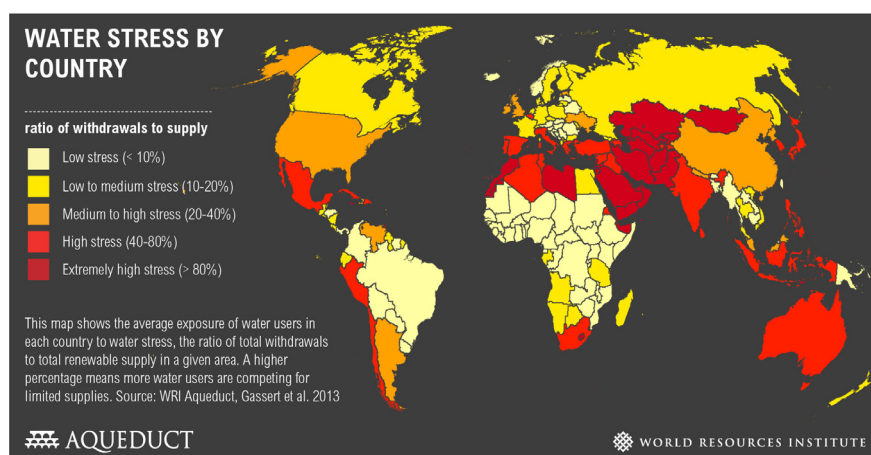 WATER STRESS BY
COUNTRY
ratio of withdrawals to supply
Low stress (< 10%)
Low to medium stress (10-20%)
Medium to high stress (20-40%)
High stress (40-80%)
Extremely high stress (> 80%)
This map shows the average exposure of water users in
each country to water stress, the ratio of total withdrawals
to total renewable supply in a given area. A higher
percentage means more water users are competing for
limited supplies. Source: WRI Aqueduct, Gassert et al. 2013
AQUEDUCT
WORLD RESOURCES INSTITUTE